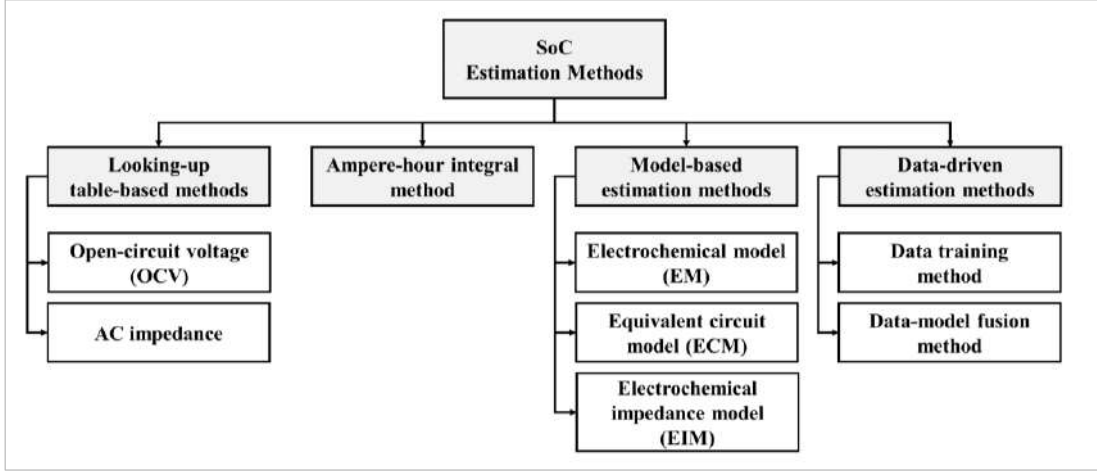 SoC
Estimation Methods
Looking-up
table-based methods
Ampere-hour integral
method
Model-based
estimation methods
Data-driven
estimation methods
Open-circuit voltage
(OCV)
AC impedance
Electrochemical model
(EM)
Equivalent circuit
model (ECM)
Electrochemical
impedance model
(EIM)
Data training
method
Data-model fusion
method